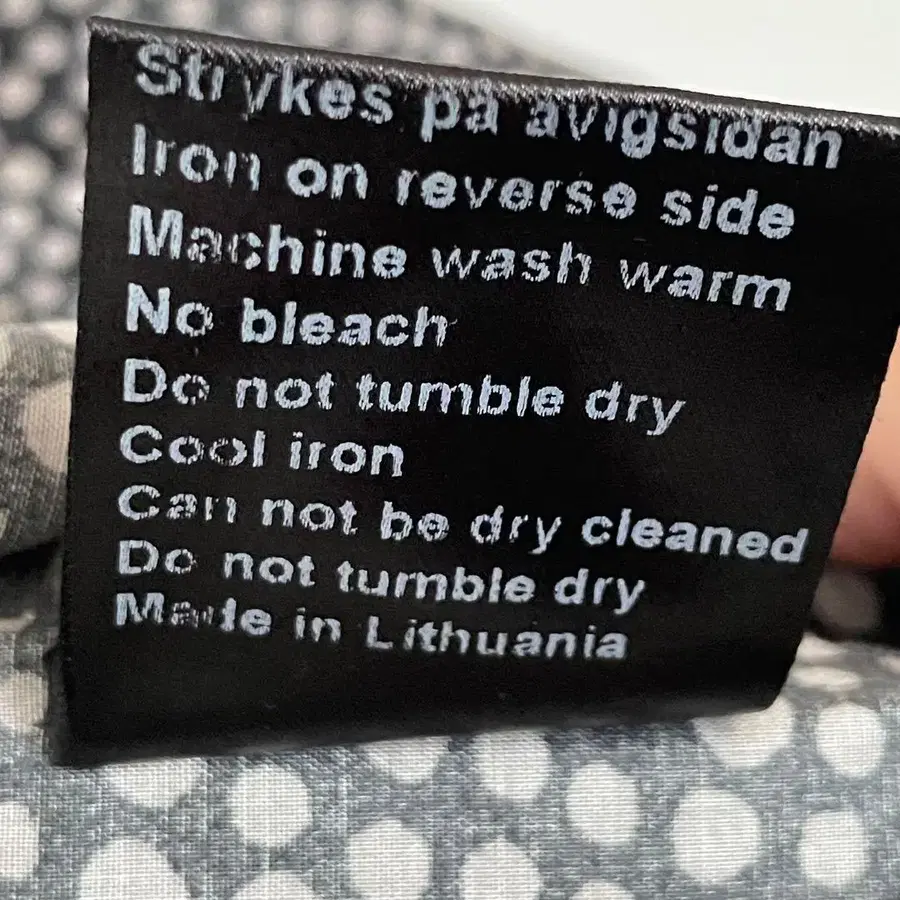 Strykes på avigsidan
Iron on reverse side
Machine wash warm
No bleach
Do not tumble dry
Cool iron
Can not be dry cleaned
Do not tumble dry
Made in Lithuania